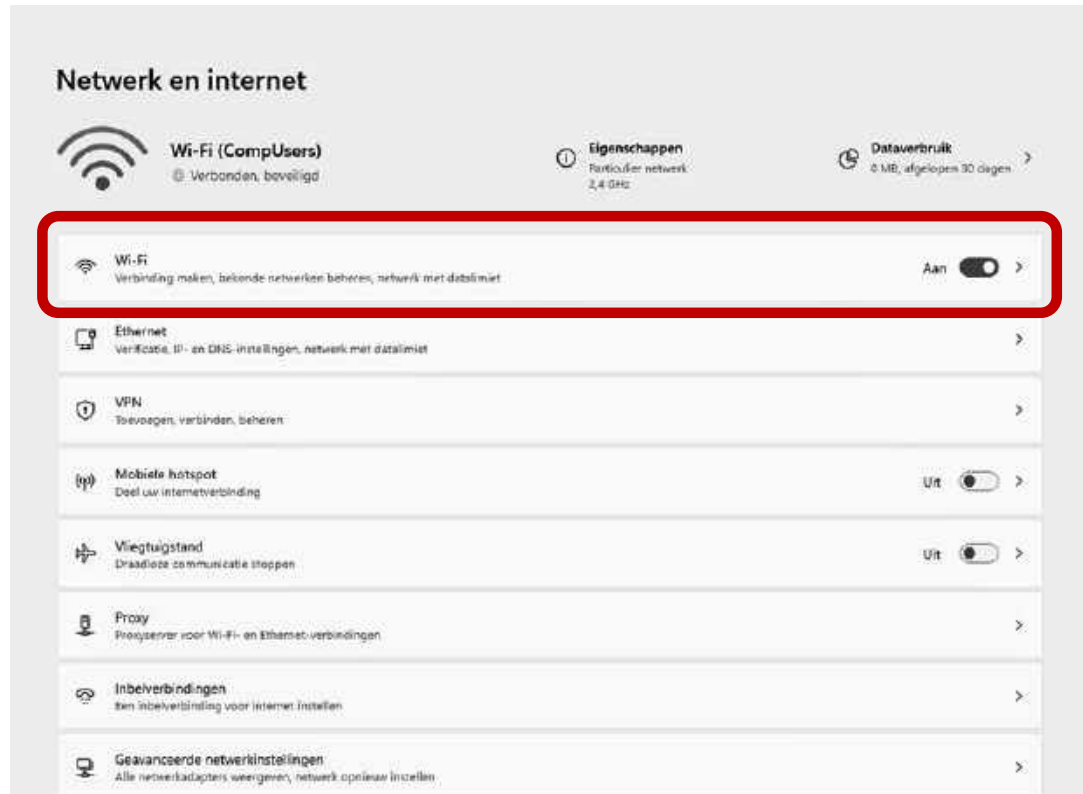 Netwerk en internet
Wi-Fi (CompUsers)
Verbonden, beveiligd
Eigenschappen
Particulier netwerk
2,4 GHz
Dataverbruik
0 MB, afgelopen 30 dagen
Wi-Fi
Verbinding maken, bekende netwerken beheren, netwerk met datalimiet
Aan
Ethernet
Verificatie, IP- en DNS-instellingen, netwerk met datalimiet
VPN
Toevoegen, verbinden, beheren
Mobiele hotspot
Deel uw internetverbinding
Uit
Vliegtuigstand
Draadloze communicatie stoppen
Uit
Proxy
Proxyserver voor Wi-Fi- en Ethernet-verbindingen
Inbelverbindingen
Een inbelverbinding voor internet instellen
Geavanceerde netwerkinstellingen
Alle netwerkadapters weergeven, netwerk opnieuw instellen